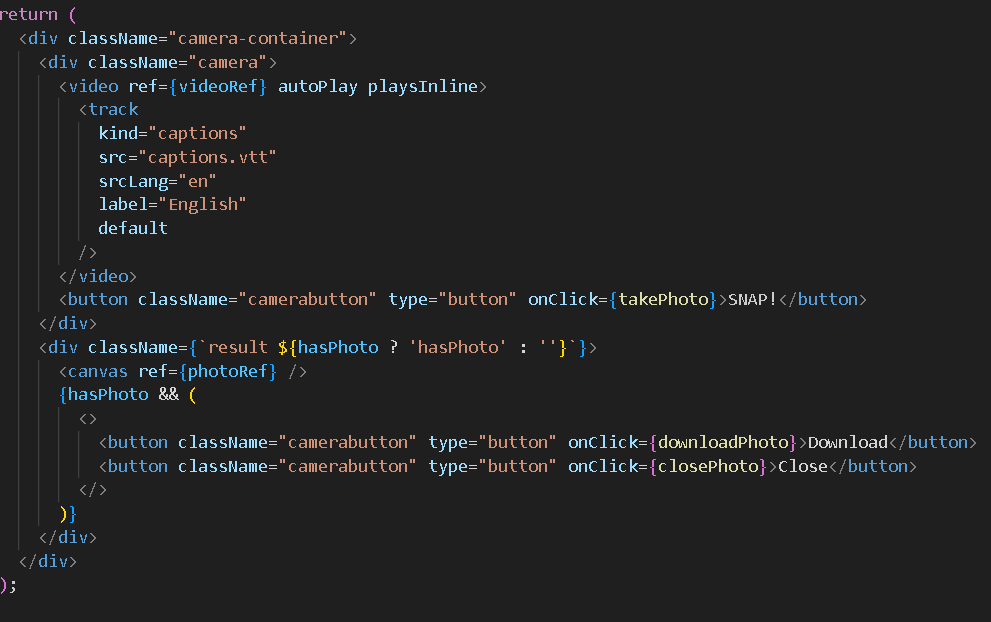 return (
<div className="camera-container">
<div className="camera">
<video ref={videoRef} autoPlay playsInline>
<track
kind="captions"
src="captions.vtt"
srcLang="en"
label="English"
default
/>
</video>
<button className="camerabutton" type="button" onClick={takePhoto}>SNAP!</button>
</div>
<div className={`result ${hasPhoto ? 'hasPhoto' : ''}`}>
<canvas ref={photoRef} />
{hasPhoto && (
<>
<button className="camerabutton" type="button" onClick={downloadPhoto}>Download</button>
<button className="camerabutton" type="button" onClick={closePhoto}>Close</button>
</>
)}
</div>
</div>
);